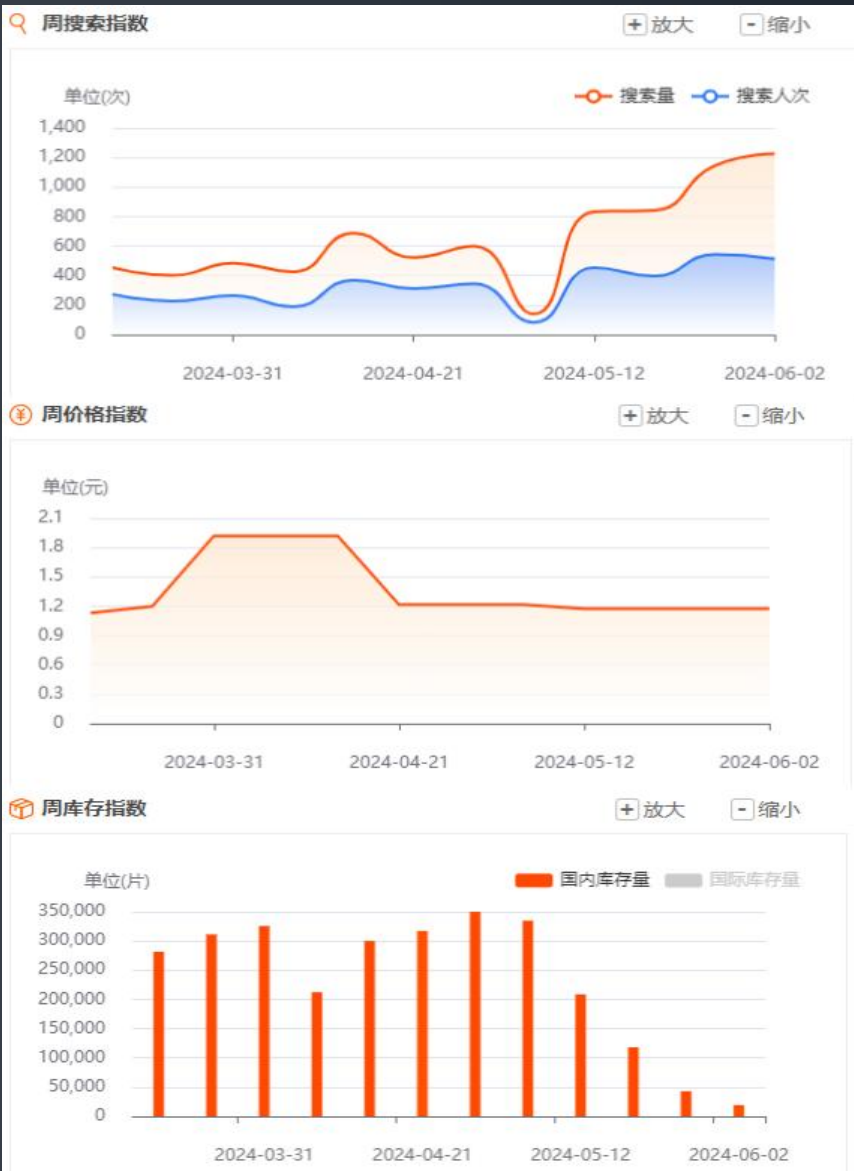 周搜索指数 + 放大 - 缩小
单位(次) 搜索量 搜索人次
1,400
1,200
1,000
800
600
400
200
0
2024-03-31 2024-04-21 2024-05-12 2024-06-02
周价格指数 + 放大 - 缩小
单位(元)
2.1
1.8
1.5
1.2
0.9
0.6
0.3
0
2024-03-31 2024-04-21 2024-05-12 2024-06-02
周库存指数 + 放大 - 缩小
单位(片) 国内库存量 国际库存量
350,000
300,000
250,000
200,000
150,000
100,000
50,000
0
2024-03-31 2024-04-21 2024-05-12 2024-06-02